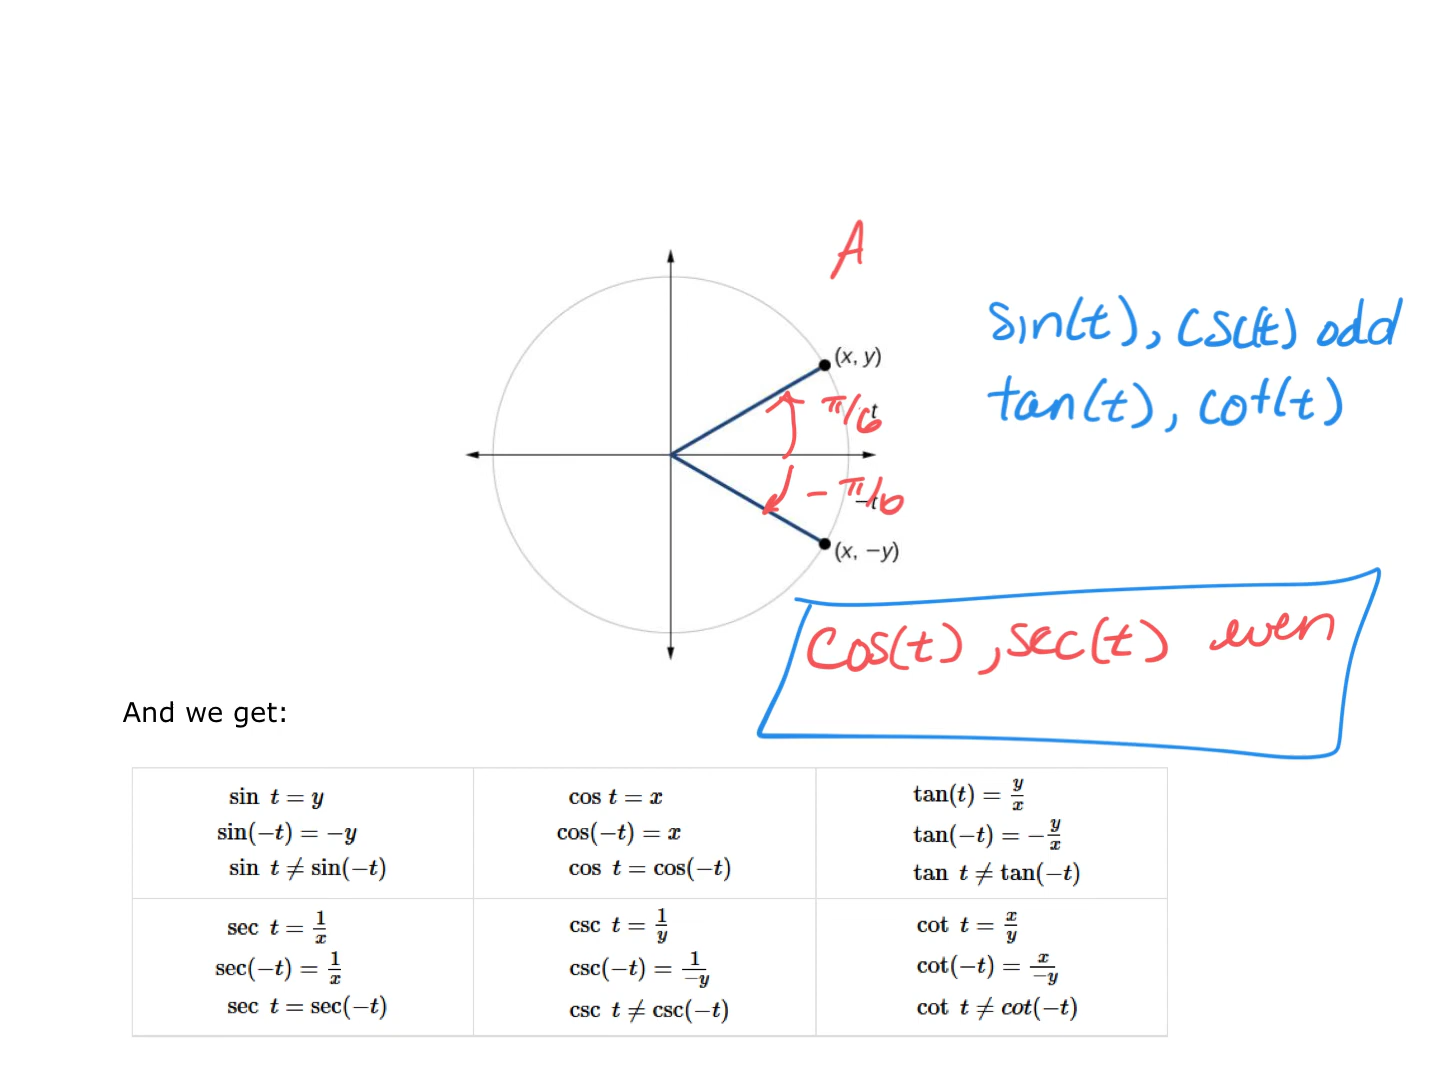 A
(x, y)
sin(t), csc(t) odd
tan(t), cot(t)
π/6
t
-π/6
−t
(x, −y)
cos(t), sec(t) even
And we get:
sin t = y
sin(−t) = −y
sin t ≠ sin(−t)
cos t = x
cos(−t) = x
cos t = cos(−t)
tan(t) = y/x
tan(−t) = −y/x
tan t ≠ tan(−t)
sec t = 1/x
sec(−t) = 1/x
sec t = sec(−t)
csc t = 1/y
csc(−t) = 1/−y
csc t ≠ csc(−t)
cot t = x/y
cot(−t) = x/−y
cot t ≠ cot(−t)